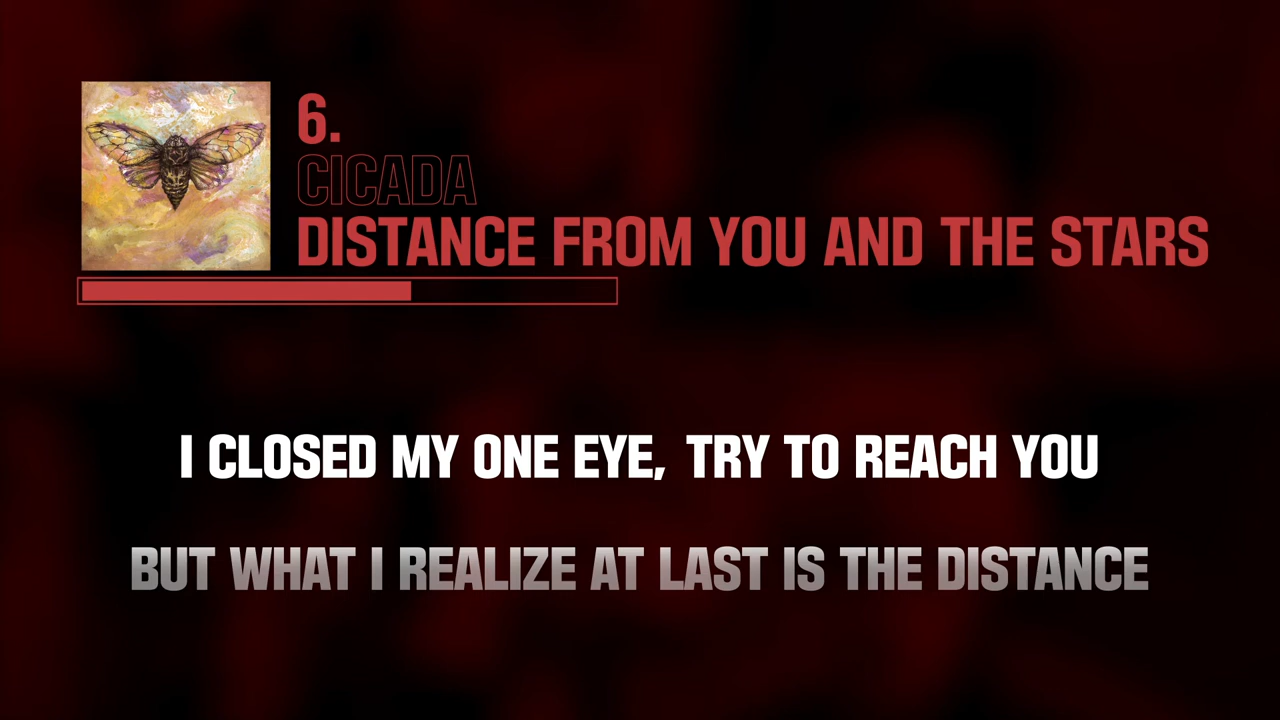 6.
CICADA
DISTANCE FROM YOU AND THE STARS
I CLOSED MY ONE EYE, TRY TO REACH YOU
BUT WHAT I REALIZE AT LAST IS THE DISTANCE